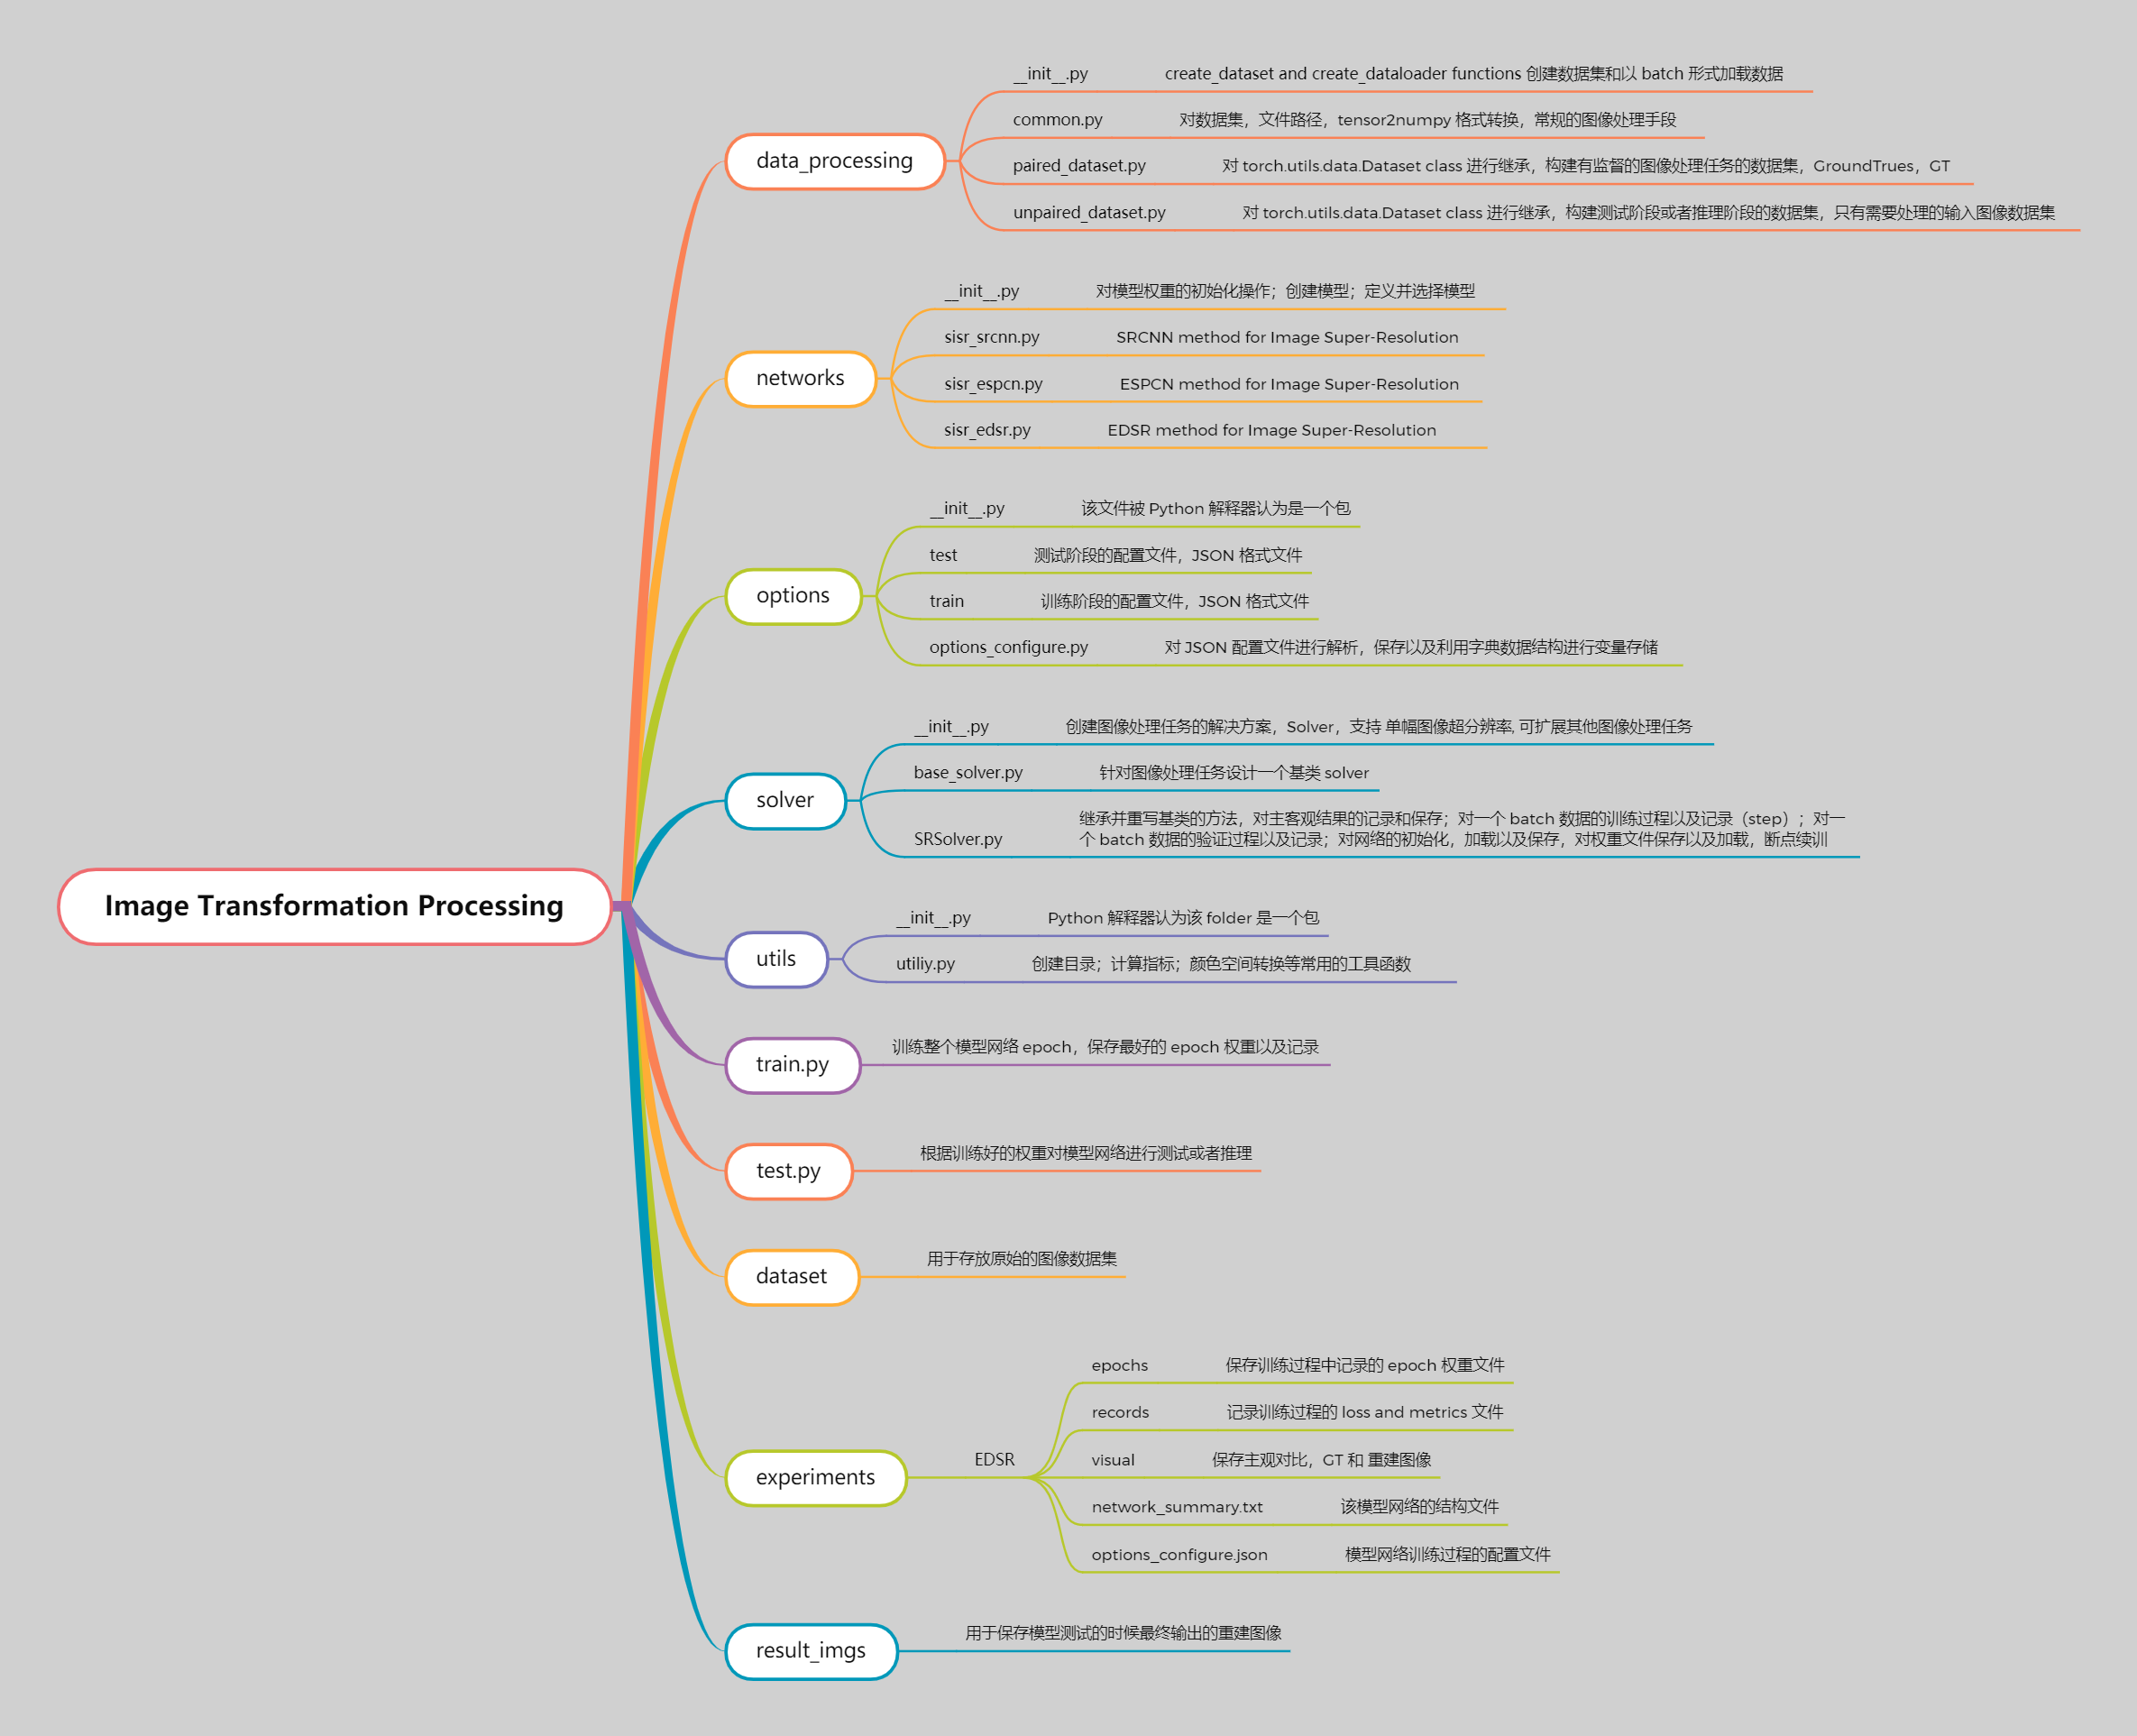 Image Transformation Processing
data_processing
__init__.py
create_dataset and create_dataloader functions 创建数据集和以 batch 形式加载数据
common.py
对数据集，文件路径，tensor2numpy 格式转换，常规的图像处理手段
paired_dataset.py
对 torch.utils.data.Dataset class 进行继承，构建有监督的图像处理任务的数据集，GroundTrues，GT
unpaired_dataset.py
对 torch.utils.data.Dataset class 进行继承，构建测试阶段或者推理阶段的数据集，只有需要处理的输入图像数据集
networks
__init__.py
对模型权重的初始化操作；创建模型；定义并选择模型
sisr_srcnn.py
SRCNN method for Image Super-Resolution
sisr_espcn.py
ESPCN method for Image Super-Resolution
sisr_edsr.py
EDSR method for Image Super-Resolution
options
__init__.py
该文件被 Python 解释器认为是一个包
test
测试阶段的配置文件，JSON 格式文件
train
训练阶段的配置文件，JSON 格式文件
options_configure.py
对 JSON 配置文件进行解析，保存以及利用字典数据结构进行变量存储
solver
__init__.py
创建图像处理任务的解决方案，Solver，支持 单幅图像超分辨率, 可扩展其他图像处理任务
base_solver.py
针对图像处理任务设计一个基类 solver
SRSolver.py
继承并重写基类的方法，对主客观结果的记录和保存；对一个 batch 数据的训练过程以及记录（step）；对一
个 batch 数据的验证过程以及记录；对网络的初始化，加载以及保存，对权重文件保存以及加载，断点续训
utils
__init__.py
Python 解释器认为该 folder 是一个包
utiliy.py
创建目录；计算指标；颜色空间转换等常用的工具函数
train.py
训练整个模型网络 epoch，保存最好的 epoch 权重以及记录
test.py
根据训练好的权重对模型网络进行测试或者推理
dataset
用于存放原始的图像数据集
experiments
EDSR
epochs
保存训练过程中记录的 epoch 权重文件
records
记录训练过程的 loss and metrics 文件
visual
保存主观对比，GT 和 重建图像
network_summary.txt
该模型网络的结构文件
options_configure.json
模型网络训练过程的配置文件
result_imgs
用于保存模型测试的时候最终输出的重建图像